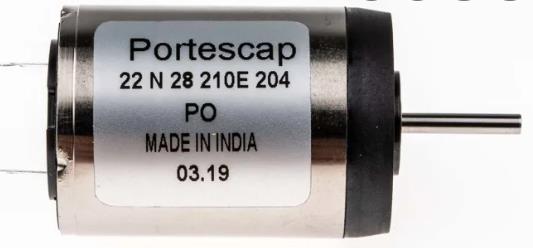 Portescap
22 N 28 210E 204
PO
MADE IN INDIA
03.19